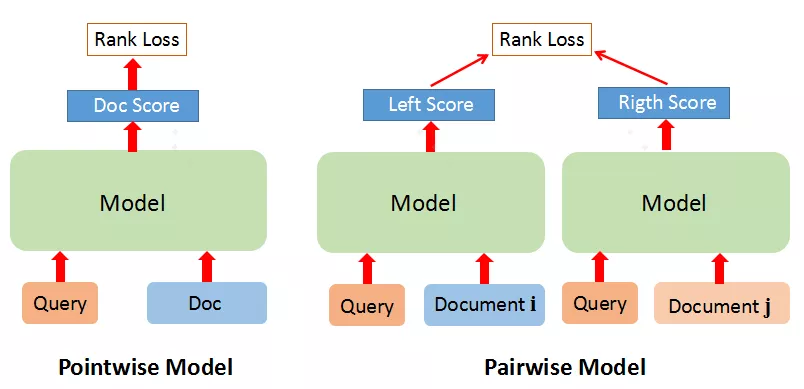 Rank Loss
Doc Score
Model
Query
Doc
Pointwise Model
Rank Loss
Left Score
Rigth Score
Model
Model
Query
Document i
Query
Document j
Pairwise Model